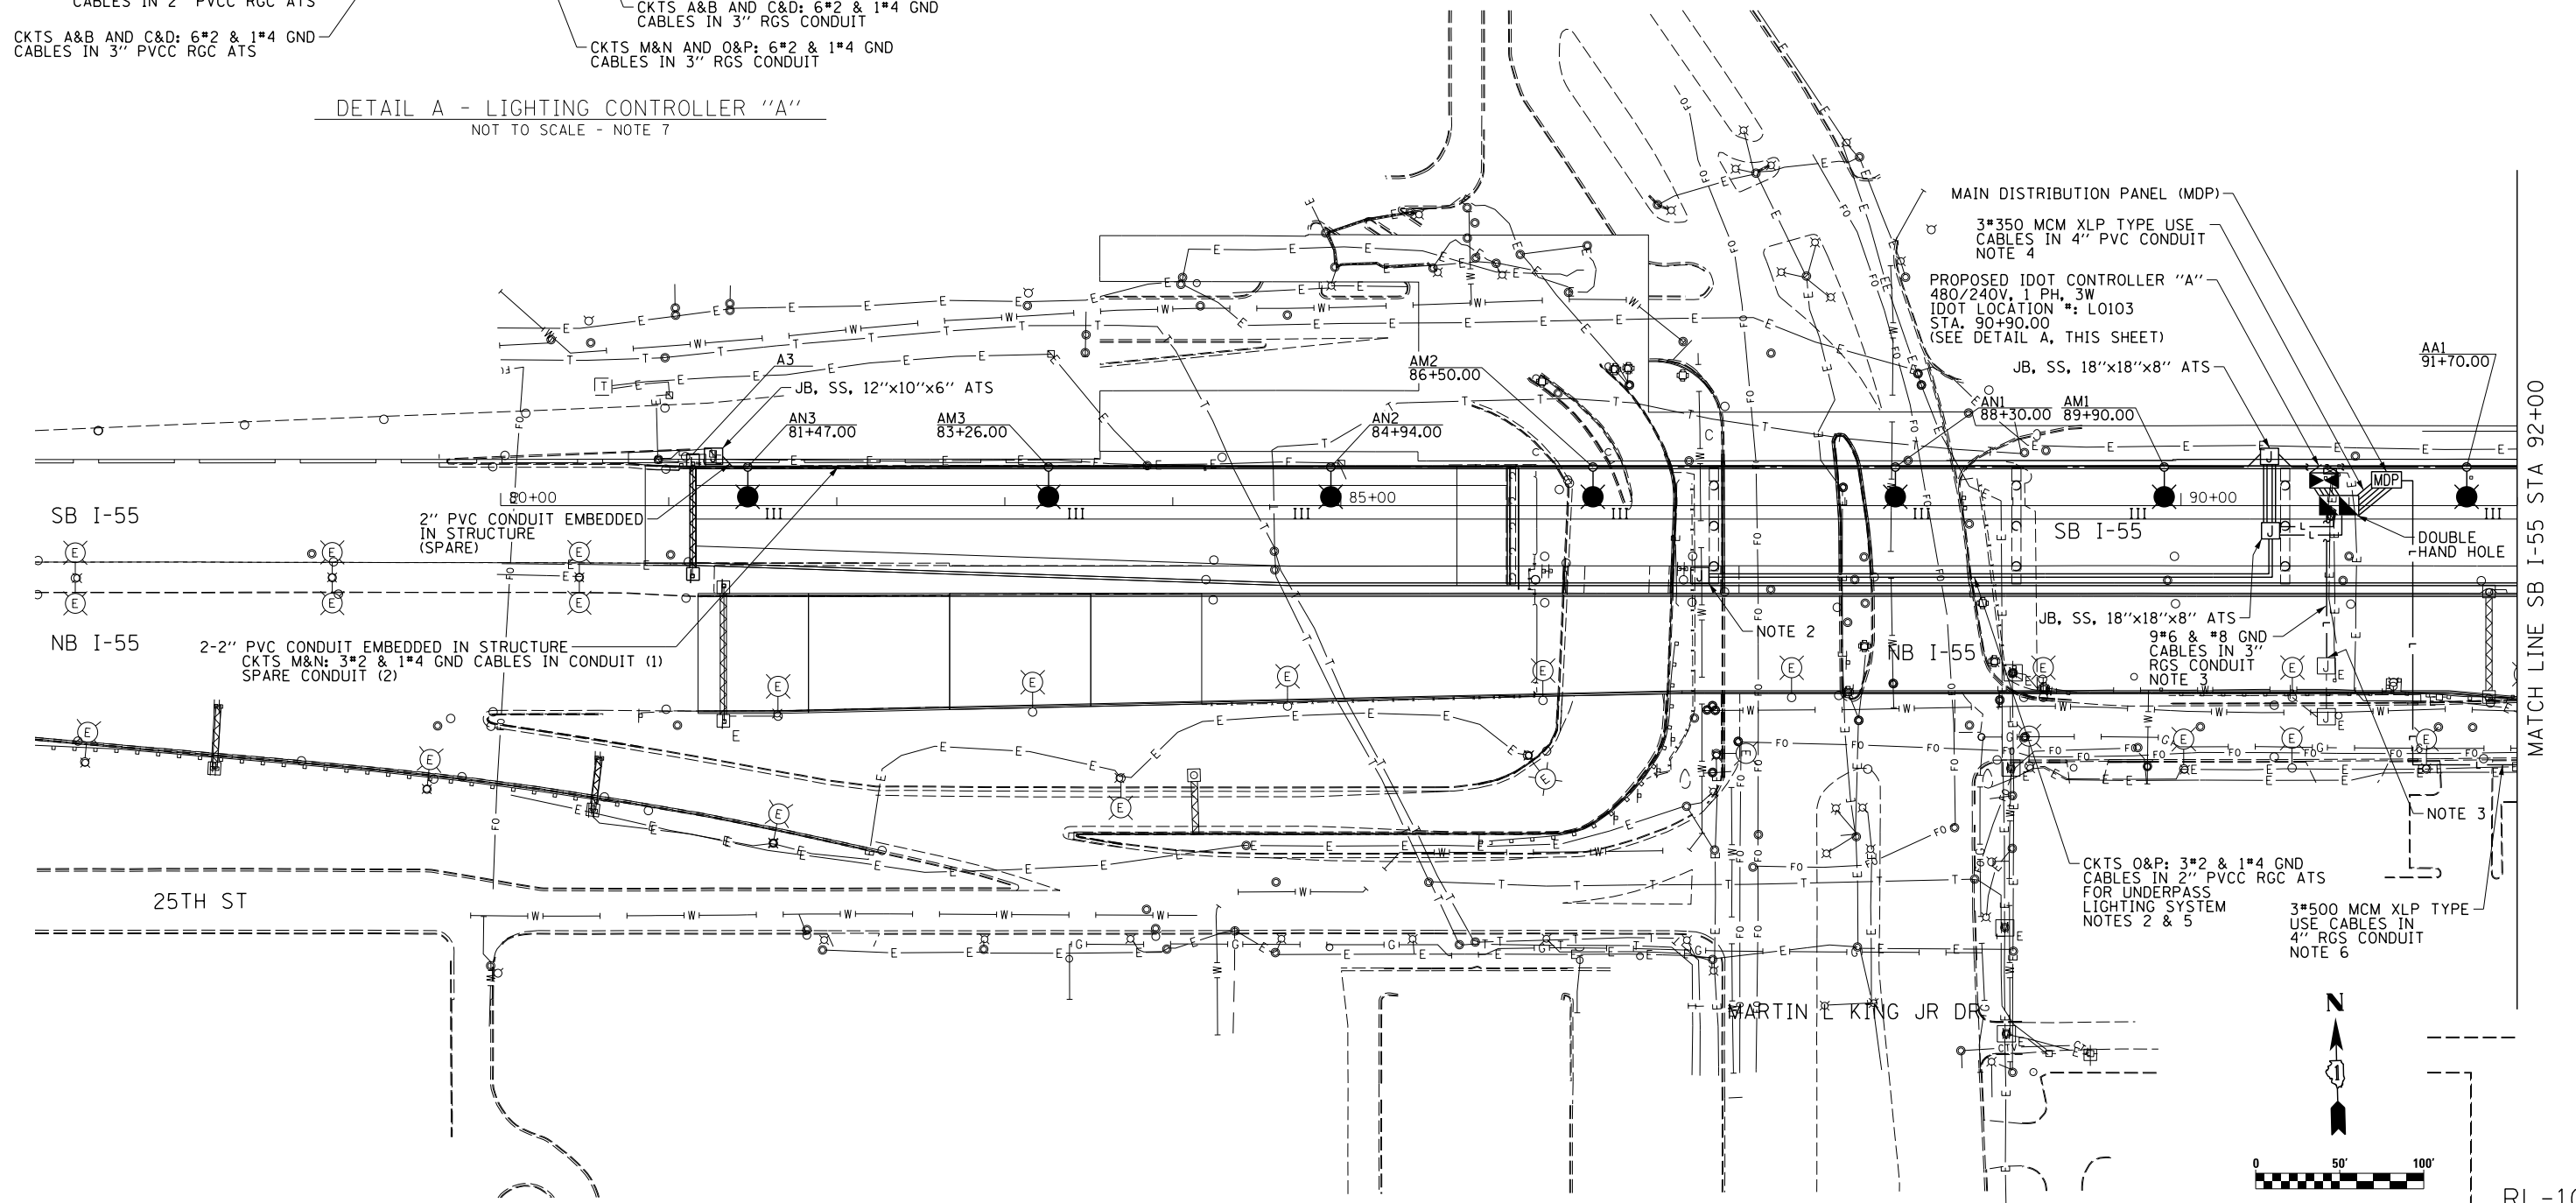 CABLES IN 2" PVCC RGC ATS
CKTS A&B AND C&D: 6#2 & 1#4 GND
CABLES IN 3" PVCC RGC ATS
CKTS A&B AND C&D: 6#2 & 1#4 GND
CABLES IN 3" RGS CONDUIT
CKTS M&N AND O&P: 6#2 & 1#4 GND
CABLES IN 3" RGS CONDUIT
DETAIL A - LIGHTING CONTROLLER "A"
NOT TO SCALE - NOTE 7
MAIN DISTRIBUTION PANEL (MDP)
3#350 MCM XLP TYPE USE
CABLES IN 4" PVC CONDUIT
NOTE 4
PROPOSED IDOT CONTROLLER "A"
480/240V, 1 PH, 3W
IDOT LOCATION #: L0103
STA. 90+90.00
(SEE DETAIL A, THIS SHEET)
JB, SS, 18"x18"x8" ATS
AA1
91+70.00
A3
JB, SS, 12"x10"x6" ATS
AN3
81+47.00
AM3
83+26.00
AN2
84+94.00
AM2
86+50.00
AN1
88+30.00
AM1
89+90.00
80+00
85+00
90+00
III
III
III
III
III
III
III
MDP
SB I-55
2" PVC CONDUIT EMBEDDED
IN STRUCTURE
(SPARE)
SB I-55
DOUBLE
HAND HOLE
NB I-55
2-2" PVC CONDUIT EMBEDDED IN STRUCTURE
CKTS M&N: 3#2 & 1#4 GND CABLES IN CONDUIT (1)
SPARE CONDUIT (2)
NOTE 2
NB I-55
JB, SS, 18"x18"x8" ATS
9#6 & #8 GND
CABLES IN 3"
RGS CONDUIT
NOTE 3
NOTE 3
MATCH LINE SB I-55 STA 92+00
25TH ST
CKTS O&P: 3#2 & 1#4 GND
CABLES IN 2" PVCC RGC ATS
FOR UNDERPASS
LIGHTING SYSTEM
NOTES 2 & 5
3#500 MCM XLP TYPE
USE CABLES IN
4" RGS CONDUIT
NOTE 6
MARTIN L KING JR DR
CTV
N
1
0 50' 100'